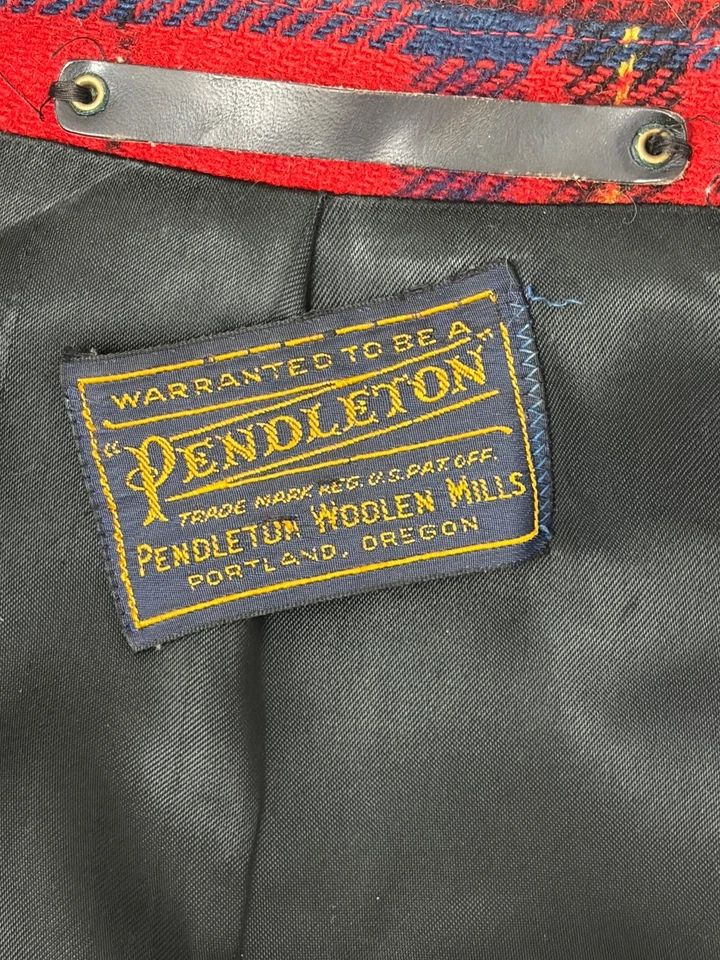 WARRANTED TO BE A
"PENDLETON"
TRADE MARK REG. U.S. PAT. OFF.
PENDLETON WOOLEN MILLS
PORTLAND, OREGON